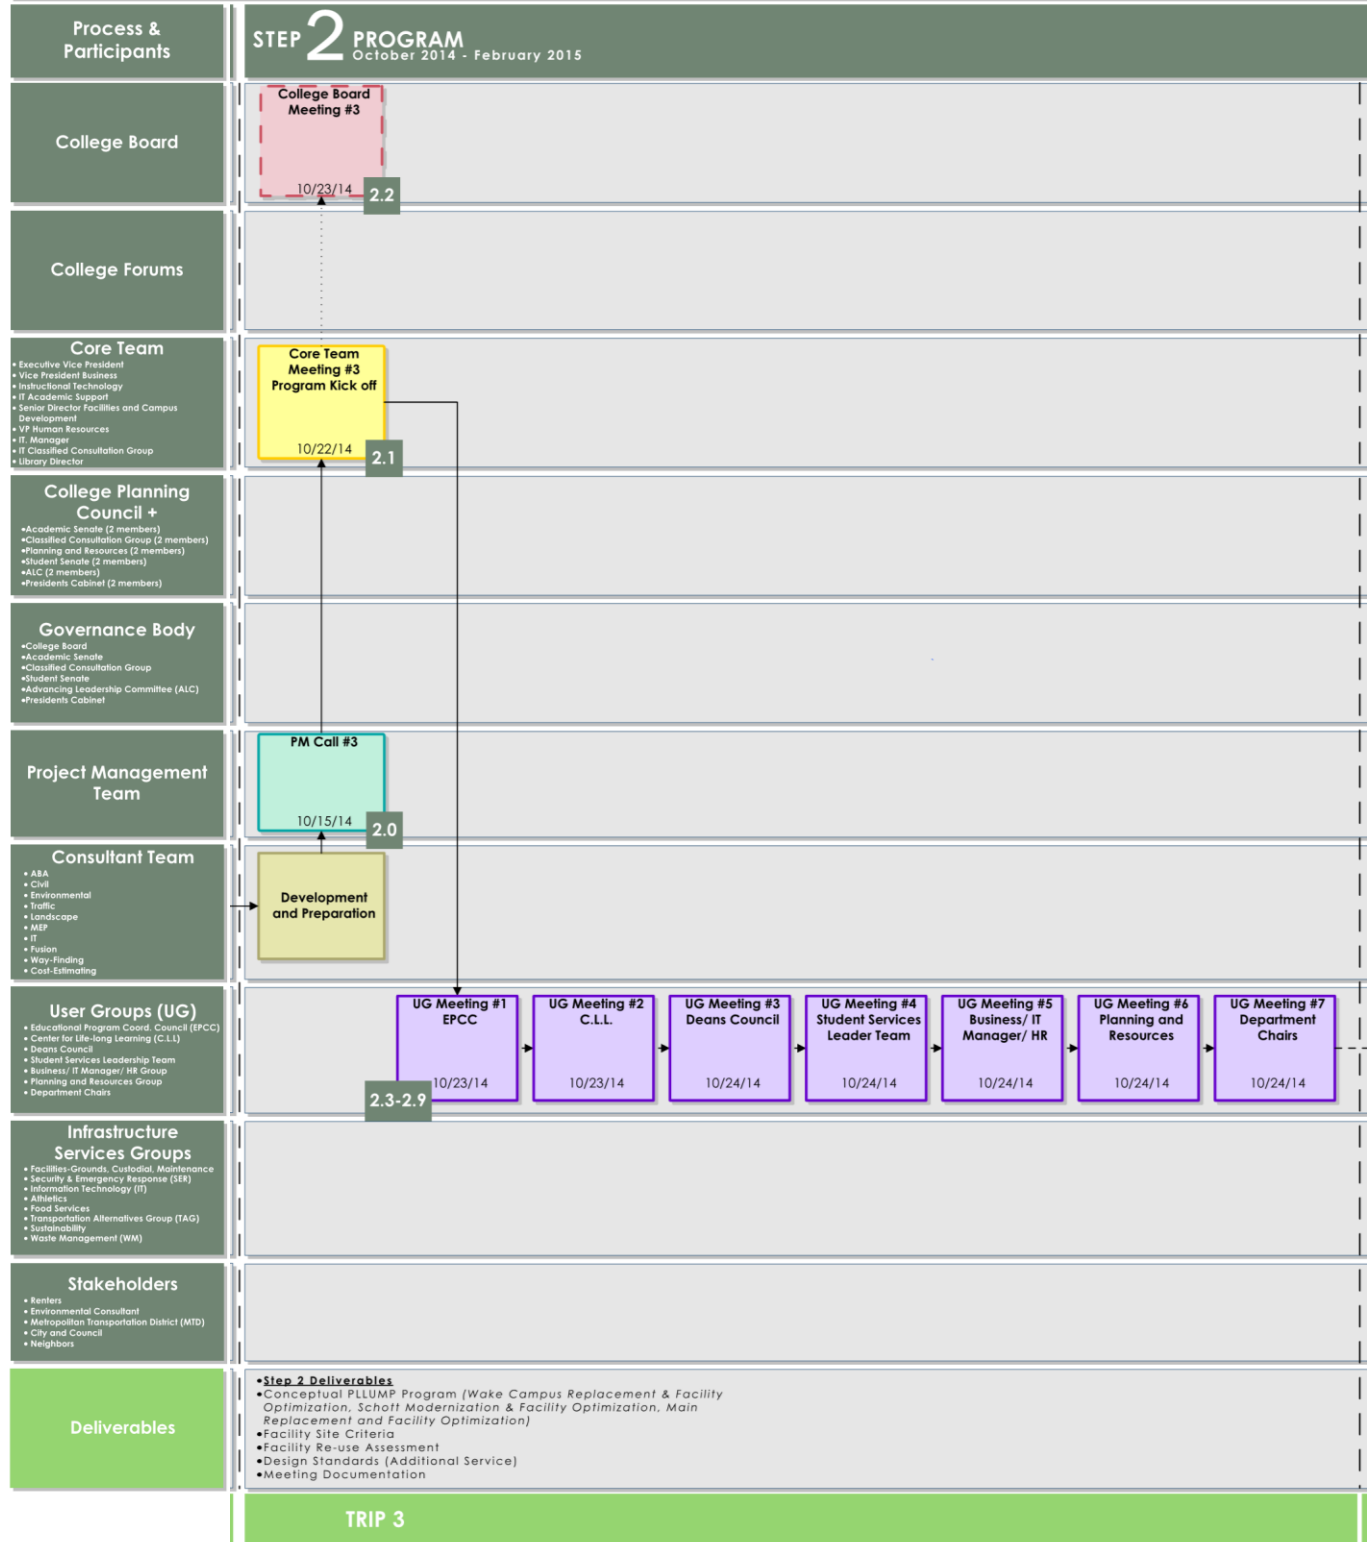 Process &
Participants
STEP 2 PROGRAM
October 2014 - February 2015
College Board
College Board
Meeting #3
10/23/14
2.2
College Forums
Core Team
• Executive Vice President
• Vice President Business
• Instructional Technology
• IT Academic Support
• Senior Director Facilities and Campus
Development
• VP Human Resources
• IT. Manager
• IT Classified Consultation Group
• Library Director
Core Team
Meeting #3
Program Kick off
10/22/14
2.1
College Planning
Council +
•Academic Senate (2 members)
•Classified Consultation Group (2 members)
•Planning and Resources (2 members)
•Student Senate (2 members)
•ALC (2 members)
•Presidents Cabinet (2 members)
Governance Body
•College Board
•Academic Senate
•Classified Consultation Group
•Student Senate
•Advancing Leadership Committee (ALC)
•Presidents Cabinet
Project Management
Team
PM Call #3
10/15/14
2.0
Consultant Team
• ABA
• Civil
• Environmental
• Traffic
• Landscape
• MEP
• IT
• Fusion
• Way-Finding
• Cost-Estimating
Development
and Preparation
User Groups (UG)
• Educational Program Coord. Council (EPCC)
• Center for Life-long Learning (C.L.L)
• Deans Council
• Student Services Leadership Team
• Business/ IT Manager/ HR Group
• Planning and Resources Group
• Department Chairs
UG Meeting #1
EPCC
10/23/14
2.3-2.9
UG Meeting #2
C.L.L.
10/23/14
UG Meeting #3
Deans Council
10/24/14
UG Meeting #4
Student Services
Leader Team
10/24/14
UG Meeting #5
Business/ IT
Manager/ HR
10/24/14
UG Meeting #6
Planning and
Resources
10/24/14
UG Meeting #7
Department
Chairs
10/24/14
Infrastructure
Services Groups
• Facilities-Grounds, Custodial, Maintenance
• Security & Emergency Response (SER)
• Information Technology (IT)
• Athletics
• Food Services
• Transportation Alternatives Group (TAG)
• Sustainability
• Waste Management (WM)
Stakeholders
• Renters
• Environmental Consultant
• Metropolitan Transportation District (MTD)
• City and Council
• Neighbors
Deliverables
•Step 2 Deliverables
•Conceptual PLLUMP Program (Wake Campus Replacement & Facility
Optimization, Schott Modernization & Facility Optimization, Main
Replacement and Facility Optimization)
•Facility Site Criteria
•Facility Re-use Assessment
•Design Standards (Additional Service)
•Meeting Documentation
TRIP 3